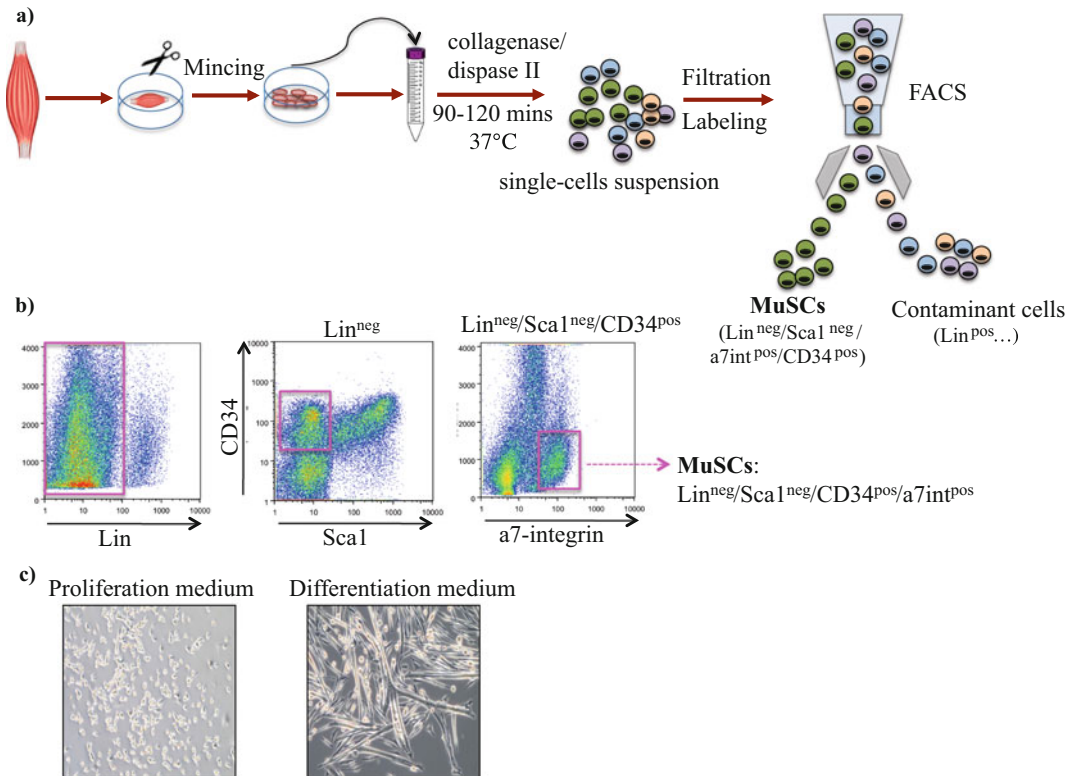 a)
Mincing
collagenase/
dispase II
90-120 mins
37°C
single-cells suspension
Filtration
Labeling
FACS
MuSCs
(Lin neg/Sca1 neg/
a7int pos/CD34 pos)
Contaminant cells
(Lin pos...)
b)
4000
3000
2000
1000
0
1 10 100 1000 10000
Lin
Lin neg
CD34
10000
1000
100
10
1
1 10 100 1000 10000
Sca1
Lin neg/Sca1 neg/CD34 pos
4000
3000
2000
1000
0
1 10 100 1000 10000
a7-integrin
MuSCs:
Lin neg/Sca1 neg/CD34 pos/a7int pos
c)
Proliferation medium
Differentiation medium